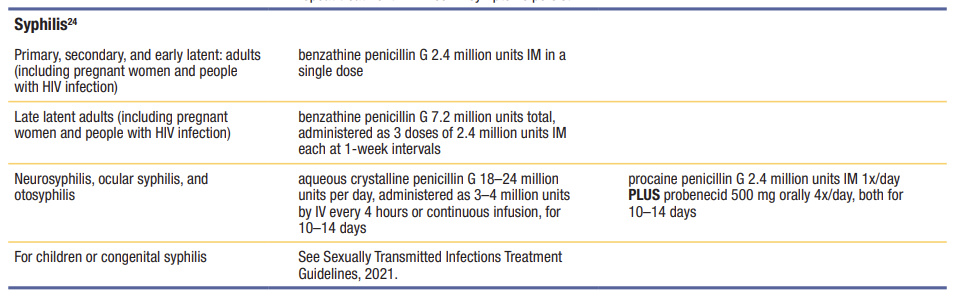 Syphilis24
Primary, secondary, and early latent: adults
(including pregnant women and people
with HIV infection)
benzathine penicillin G 2.4 million units IM in a
single dose
Late latent adults (including pregnant
women and people with HIV infection)
benzathine penicillin G 7.2 million units total,
administered as 3 doses of 2.4 million units IM
each at 1-week intervals
Neurosyphilis, ocular syphilis, and
otosyphilis
aqueous crystalline penicillin G 18–24 million
units per day, administered as 3–4 million units
by IV every 4 hours or continuous infusion, for
10–14 days
procaine penicillin G 2.4 million units IM 1x/day
PLUS probenecid 500 mg orally 4x/day, both for
10–14 days
For children or congenital syphilis
See Sexually Transmitted Infections Treatment
Guidelines, 2021.